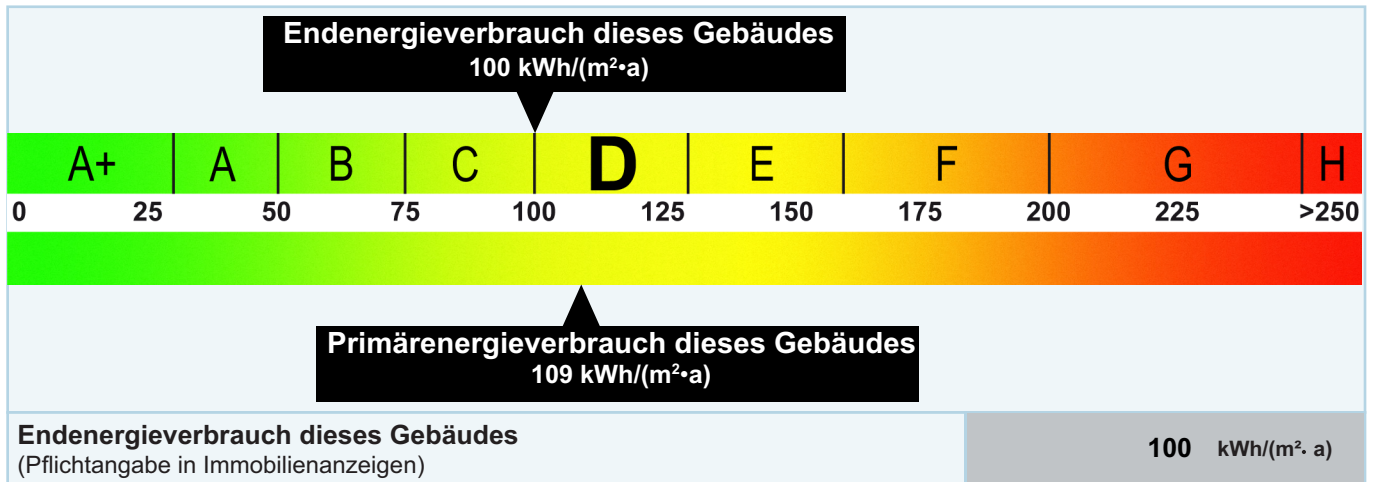 Endenergieverbrauch dieses Gebäudes
100 kWh/(m²•a)
A+ A B C D E F G H
0 25 50 75 100 125 150 175 200 225 >250
Primärenergieverbrauch dieses Gebäudes
109 kWh/(m²•a)
Endenergieverbrauch dieses Gebäudes
(Pflichtangabe in Immobilienanzeigen)
100 kWh/(m²· a)